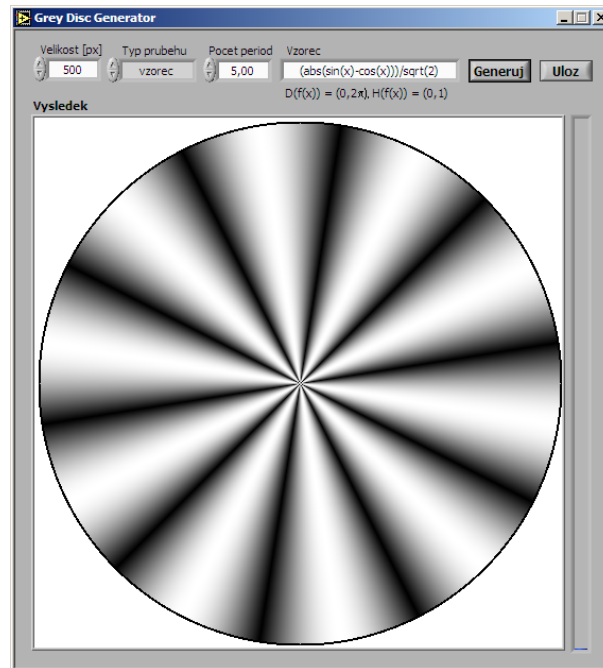 Grey Disc Generator
Velikost [px] Typ prubehu Pocet period Vzorec
500 vzorec 5,00 (abs(sin(x)-cos(x)))/sqrt(2) Generuj Uloz
D(f(x)) = (0,2π), H(f(x)) = (0,1)
Vysledek